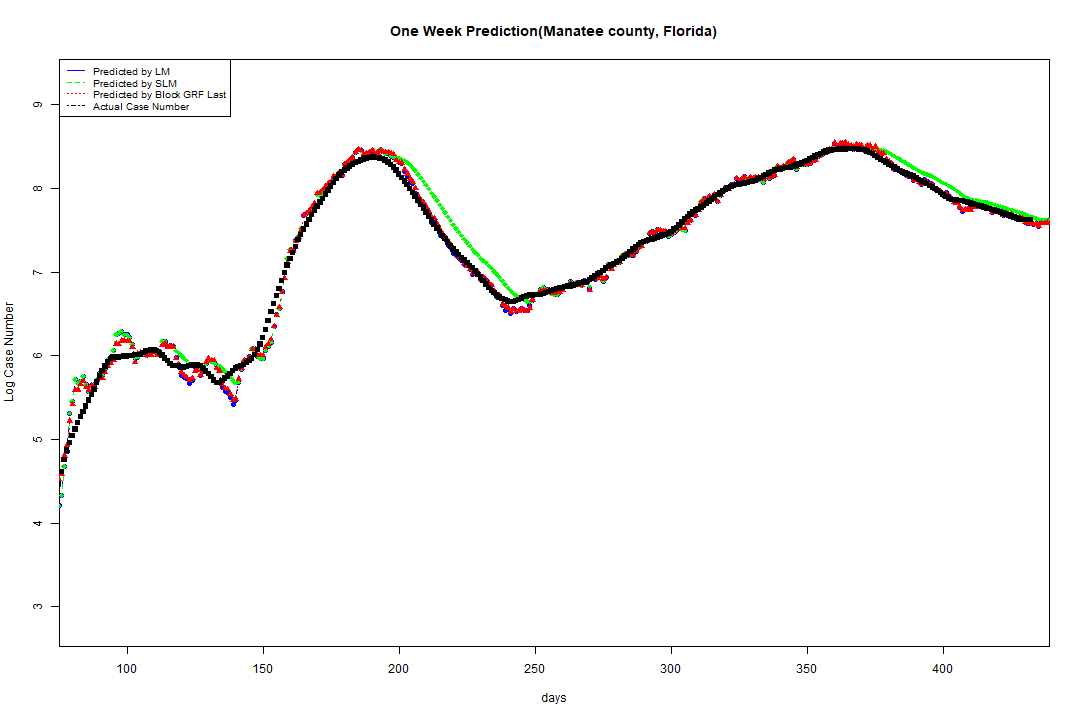 One Week Prediction(Manatee county, Florida)
Predicted by LM
Predicted by SLM
Predicted by Block GRF Last
Actual Case Number
9
8
7
6
5
4
3
Log Case Number
100 150 200 250 300 350 400
days